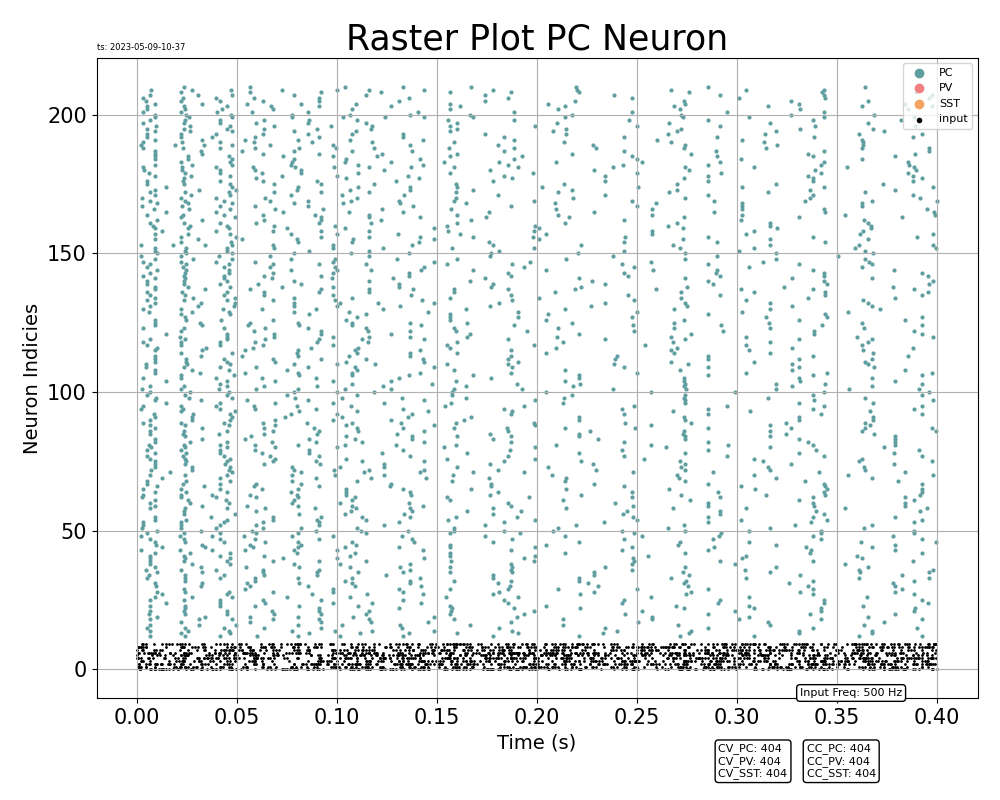 Raster Plot PC Neuron
ts: 2023-05-09-10-37
PC
PV
SST
input
200
150
100
50
0
Neuron Indicies
0.00 0.05 0.10 0.15 0.20 0.25 0.30 0.35 0.40
Time (s)
Input Freq: 500 Hz
CV_PC: 404
CV_PV: 404
CV_SST: 404
CC_PC: 404
CC_PV: 404
CC_SST: 404